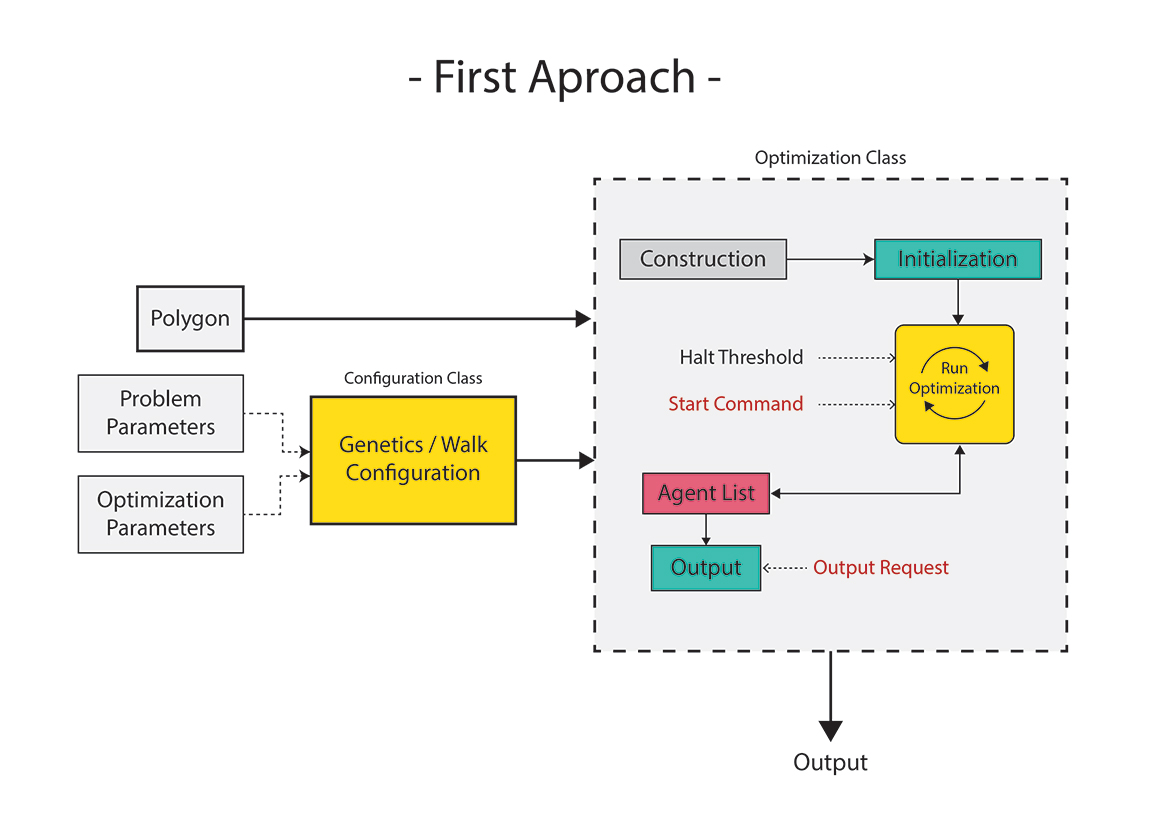 - First Aproach -
Optimization Class
Construction
Initialization
Polygon
Halt Threshold
Start Command
Run
Optimization
Configuration Class
Problem
Parameters
Genetics / Walk
Configuration
Optimization
Parameters
Agent List
Output
Output Request
Output